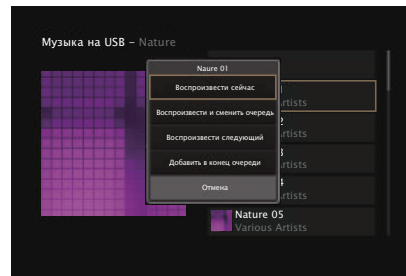 Музыка на USB – Nature
Naure 01
Воспроизвести сейчас
Воспроизвести и сменить очередь
Воспроизвести следующий
Добавить в конец очереди
Отмена
Nature 05
Various Artists